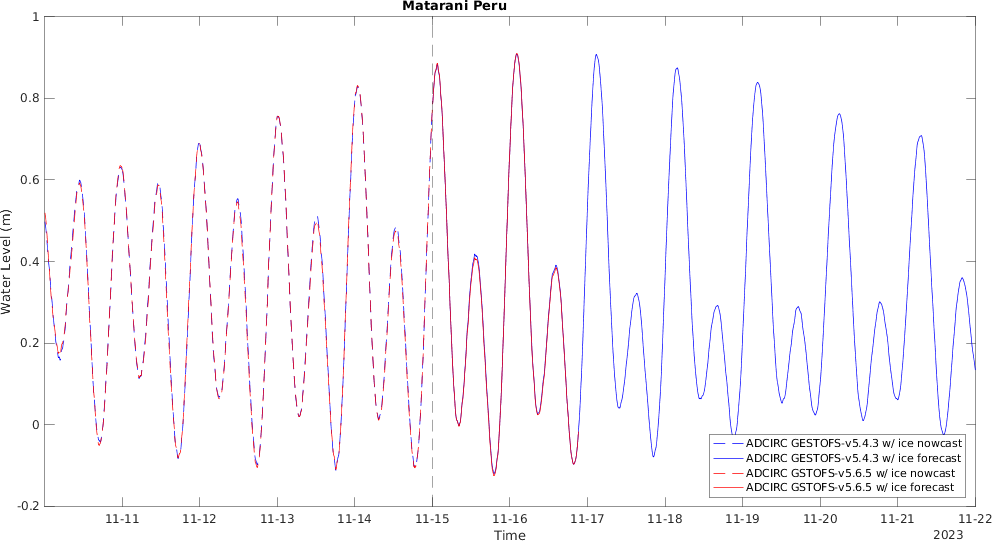 Matarani Peru
1
0.8
0.6
0.4
0.2
0
-0.2
Water Level (m)
11-11
11-12
11-13
11-14
11-15
11-16
11-17
11-18
11-19
11-20
11-21
11-22
Time
2023
ADCIRC GESTOFS-v5.4.3 w/ ice nowcast
ADCIRC GESTOFS-v5.4.3 w/ ice forecast
ADCIRC GSTOFS-v5.6.5 w/ ice nowcast
ADCIRC GSTOFS-v5.6.5 w/ ice forecast